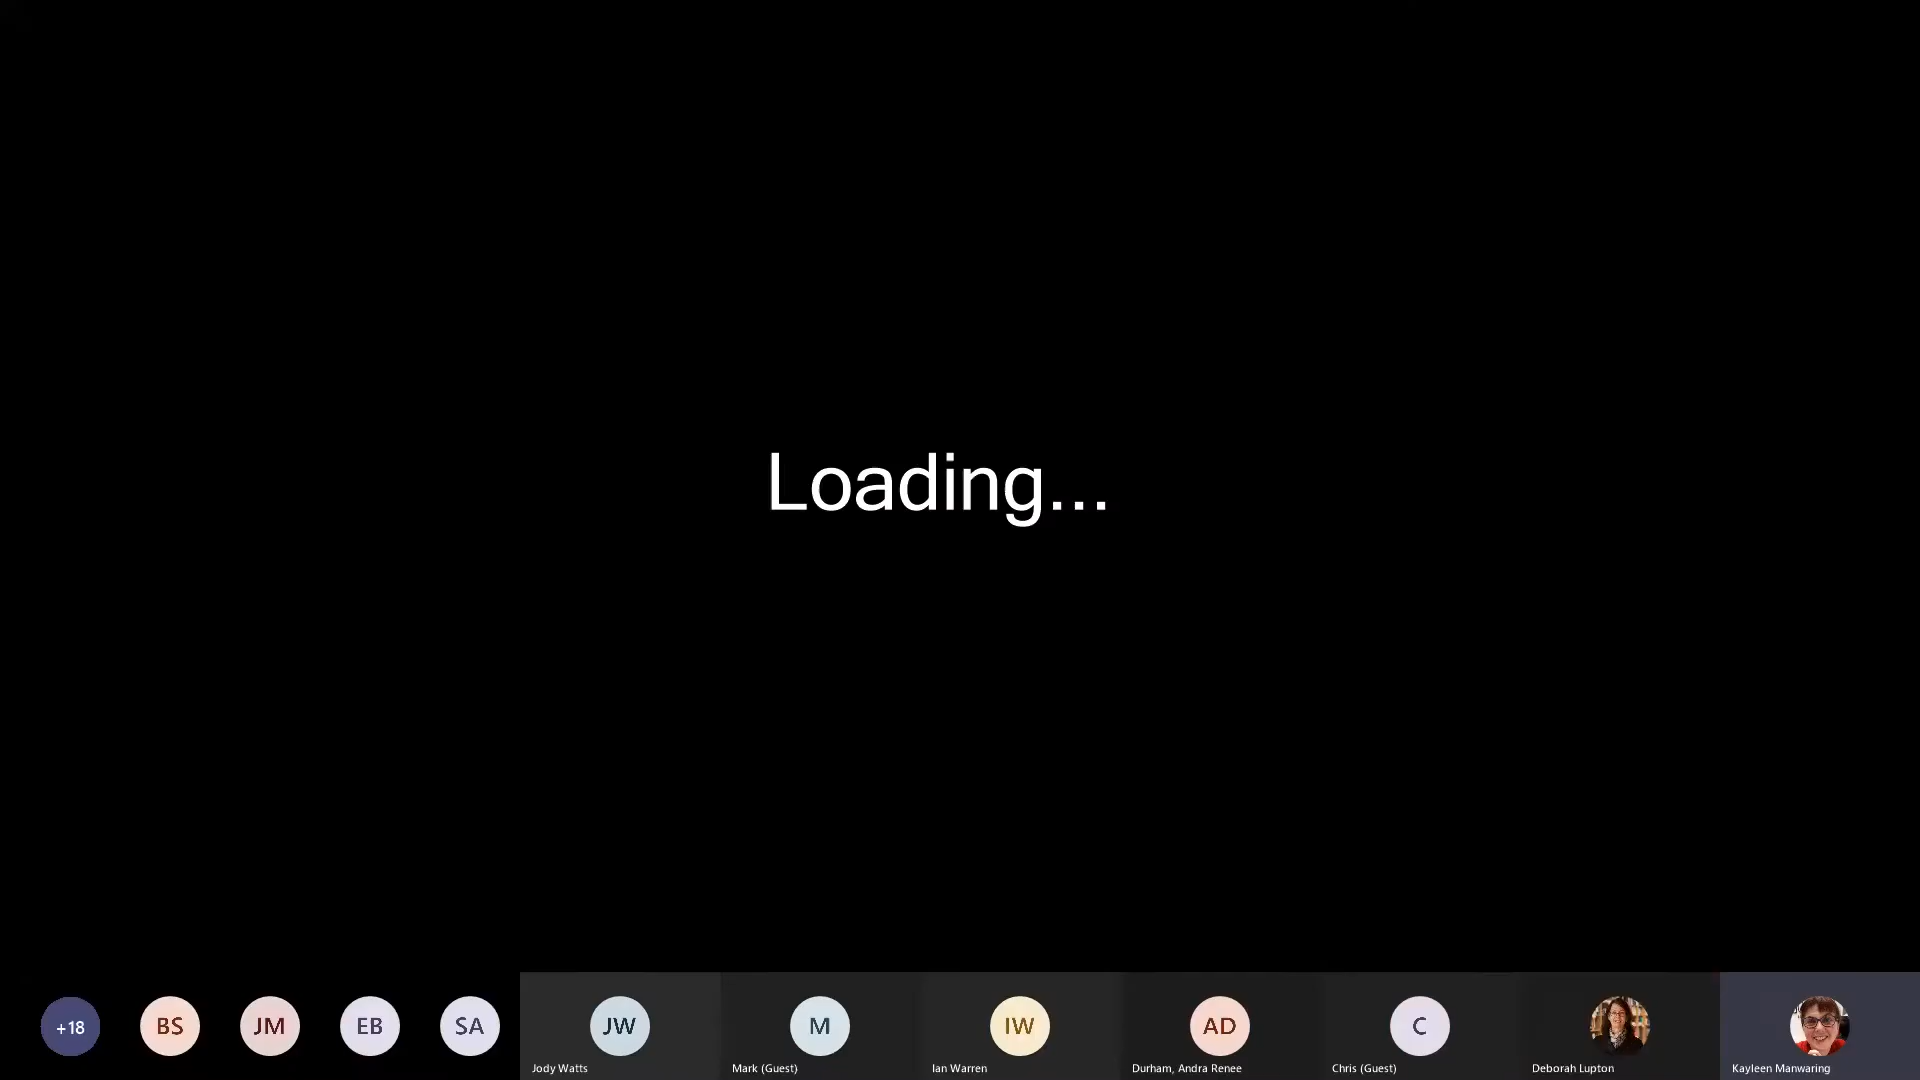 Loading...
+18
BS
JM
EB
SA
JW
M
IW
AD
C
Jody Watts
Mark (Guest)
Ian Warren
Durham, Andra Renee
Chris (Guest)
Deborah Lupton
Kayleen Manwaring